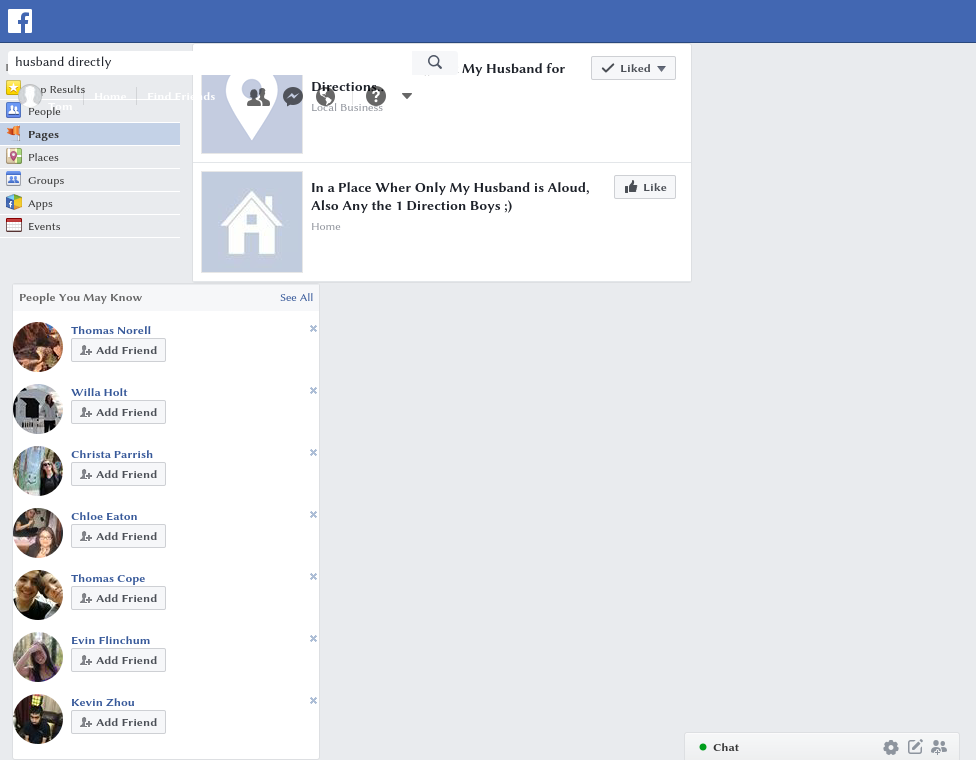 husband directly
p Results
People
Pages
Places
Groups
Apps
Events
Tom
Home
Find Friends
My Husband for
Directions..
Local Business
Liked
In a Place Wher Only My Husband is Aloud,
Also Any the 1 Direction Boys ;)
Home
Like
People You May Know
See All
Thomas Norell
Add Friend
Willa Holt
Add Friend
Christa Parrish
Add Friend
Chloe Eaton
Add Friend
Thomas Cope
Add Friend
Evin Flinchum
Add Friend
Kevin Zhou
Add Friend
Chat